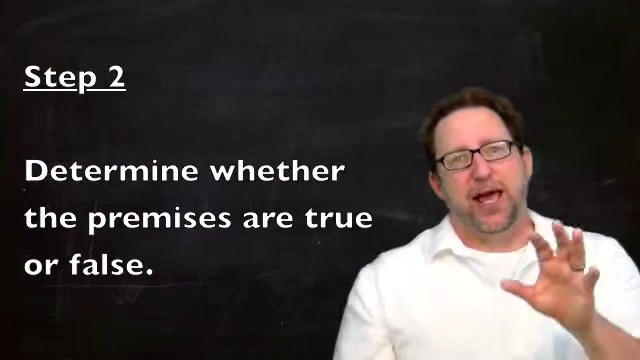 Step 2
Determine whether
the premises are true
or false.